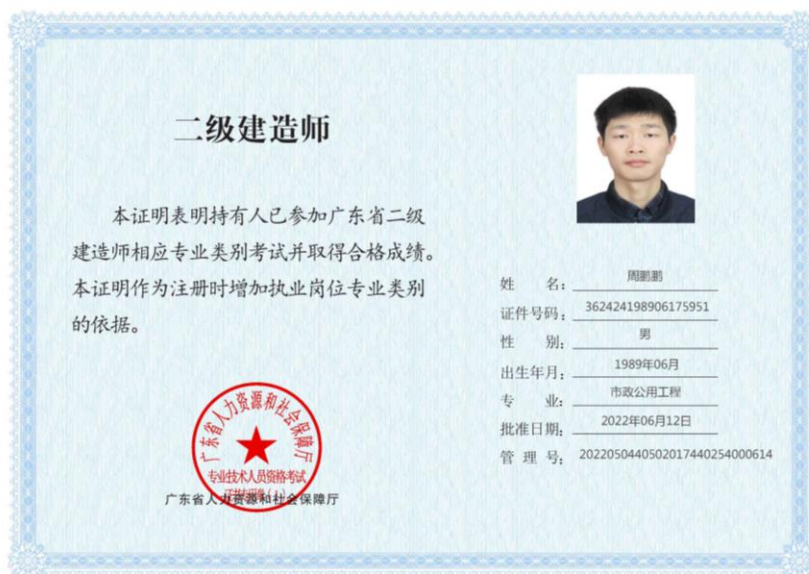 二级建造师
本证明表明持有人已参加广东省二级
建造师相应专业类别考试并取得合格成绩。
本证明作为注册时增加执业岗位专业类别
的依据。
广东省人力资源和社会保障厅
专业技术人员资格考试
广东省人力资源和社会保障厅
姓 名: 周鹏鹏
证件号码: 362424198906175951
性 别: 男
出生年月: 1989年06月
专 业: 市政公用工程
批准日期: 2022年06月12日
管 理 号: 2022050440502017440254000614